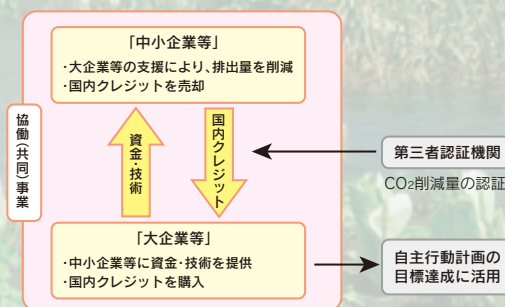 「中小企業等」
・大企業等の支援により、排出量を削減
・国内クレジットを売却
協働(共同)事業
資金・技術
国内クレジット
第三者認証機関
CO2削減量の認証
「大企業等」
・中小企業等に資金・技術を提供
・国内クレジットを購入
自主行動計画の
目標達成に活用